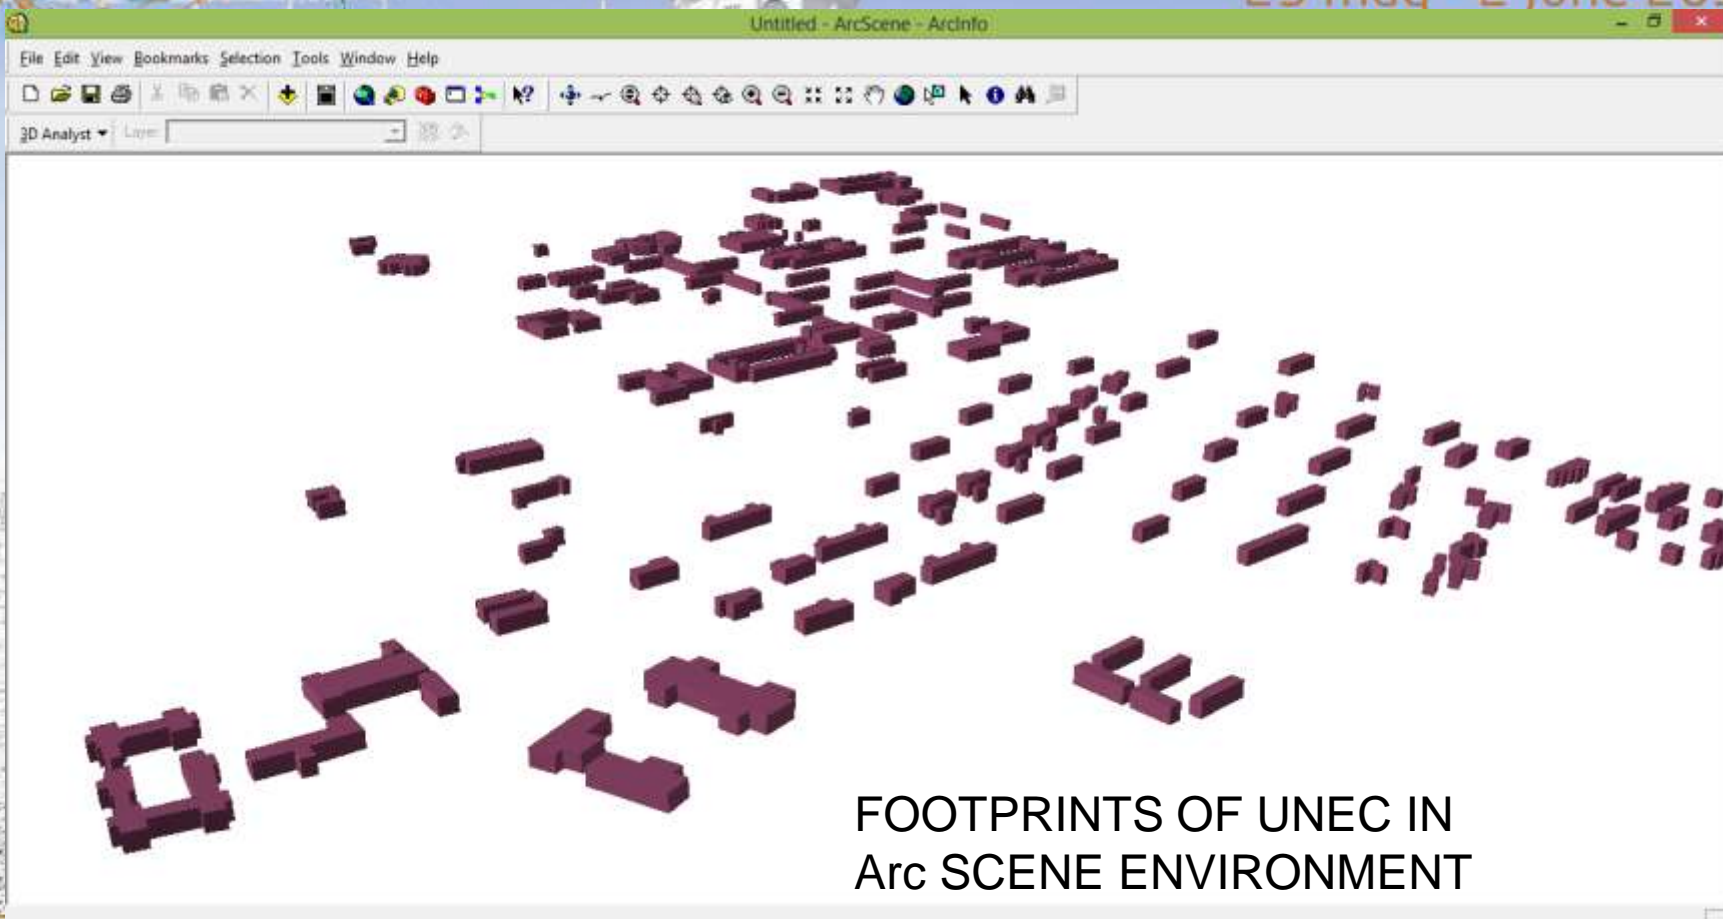 Untitled - ArcScene - ArcInfo
File Edit View Bookmarks Selection Tools Window Help
3D Analyst Layer:
FOOTPRINTS OF UNEC IN
Arc SCENE ENVIRONMENT